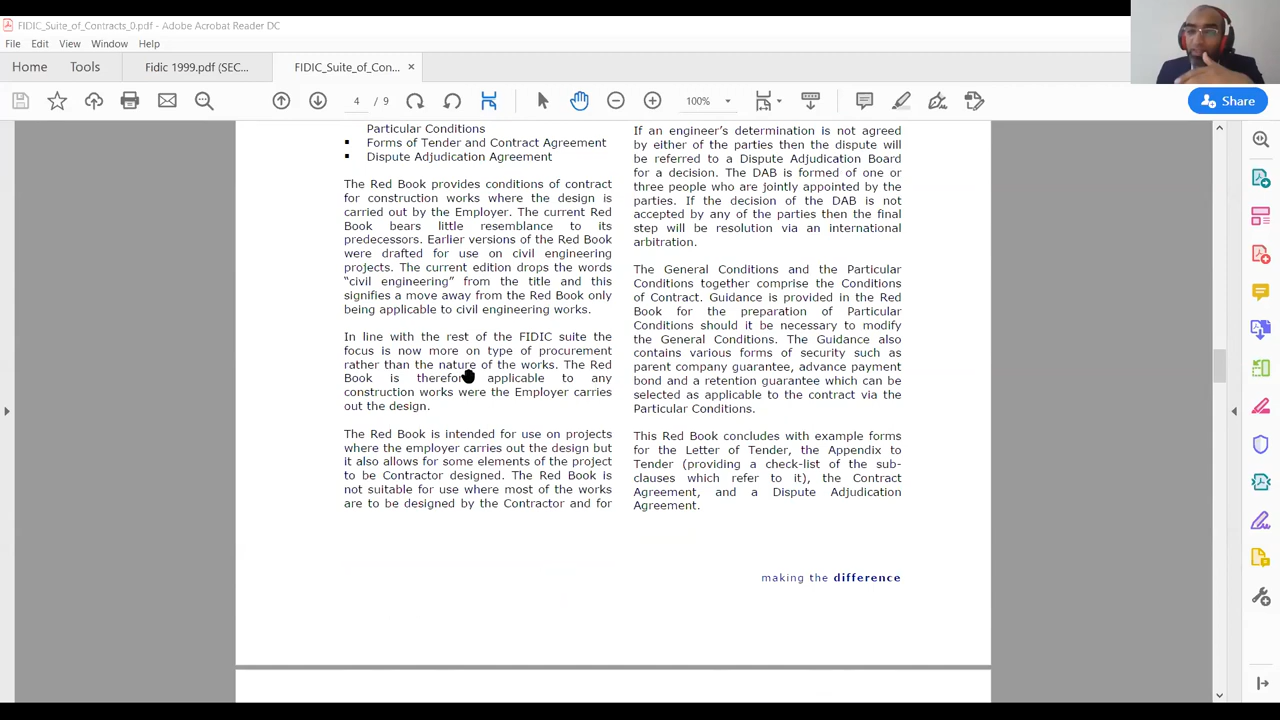 FIDIC_Suite_of_Contracts_0.pdf - Adobe Acrobat Reader DC
File Edit View Window Help
Home Tools Fidic 1999.pdf (SEC... FIDIC_Suite_of_Con... ×
4 / 9 100% Share
Particular Conditions
▪ Forms of Tender and Contract Agreement
▪ Dispute Adjudication Agreement
The Red Book provides conditions of contract
for construction works where the design is
carried out by the Employer. The current Red
Book bears little resemblance to its
predecessors. Earlier versions of the Red Book
were drafted for use on civil engineering
projects. The current edition drops the words
“civil engineering” from the title and this
signifies a move away from the Red Book only
being applicable to civil engineering works.
In line with the rest of the FIDIC suite the
focus is now more on type of procurement
rather than the nature of the works. The Red
Book is therefore applicable to any
construction works were the Employer carries
out the design.
The Red Book is intended for use on projects
where the employer carries out the design but
it also allows for some elements of the project
to be Contractor designed. The Red Book is
not suitable for use where most of the works
are to be designed by the Contractor and for
If an engineer’s determination is not agreed
by either of the parties then the dispute will
be referred to a Dispute Adjudication Board
for a decision. The DAB is formed of one or
three people who are jointly appointed by the
parties. If the decision of the DAB is not
accepted by any of the parties then the final
step will be resolution via an international
arbitration.
The General Conditions and the Particular
Conditions together comprise the Conditions
of Contract. Guidance is provided in the Red
Book for the preparation of Particular
Conditions should it be necessary to modify
the General Conditions. The Guidance also
contains various forms of security such as
parent company guarantee, advance payment
bond and a retention guarantee which can be
selected as applicable to the contract via the
Particular Conditions.
This Red Book concludes with example forms
for the Letter of Tender, the Appendix to
Tender (providing a check-list of the sub-
clauses which refer to it), the Contract
Agreement, and a Dispute Adjudication
Agreement.
making the difference